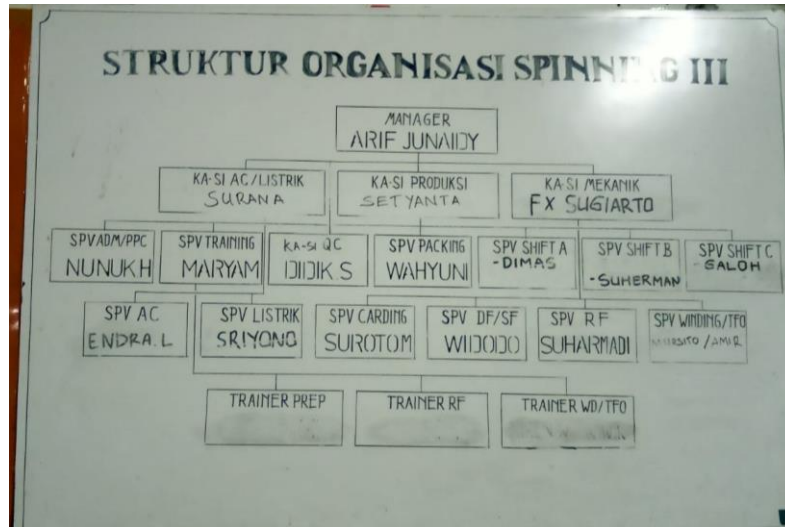 STRUKTUR ORGANISASI SPINNING III
MANAGER
ARIF JUNAIDY
KA-SI AC/LISTRIK
SURANA
KA-SI PRODUKSI
SETYANTA
KA-SI MEKANIK
FX SUGIARTO
SPV ADM/PPC
NUNUK H
SPV TRAINING
MARYAM
KA-SI QC
DIDIK S
SPV PACKING
WAHYUNI
SPV SHIFT A
-DIMAS
SPV SHIFT B
-SUHERMAN
SPV SHIFT C
-GALOH
SPV AC
ENDRA.L
SPV LISTRIK
SRIYONO
SPV CARDING
SUROTOM
SPV DF/SF
WIDODO
SPV RF
SUHARMADI
SPV WINDING/TFO
/AMIR
TRAINER PREP
TRAINER RF
TRAINER WD/TFO